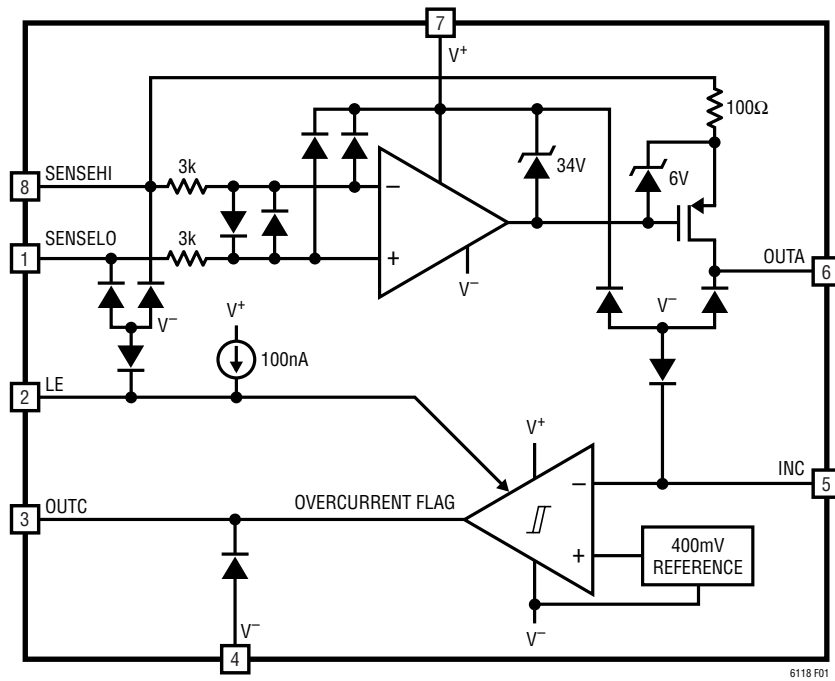 7
V+
100Ω
3k
34V
6V
8
SENSEHI
−
3k
1
SENSELO
+
V−
OUTA
6
V−
V−
V+
100nA
2
LE
V+
INC
5
−
3
OUTC
OVERCURRENT FLAG
+
400mV
REFERENCE
V−
V−
4
6118 F01